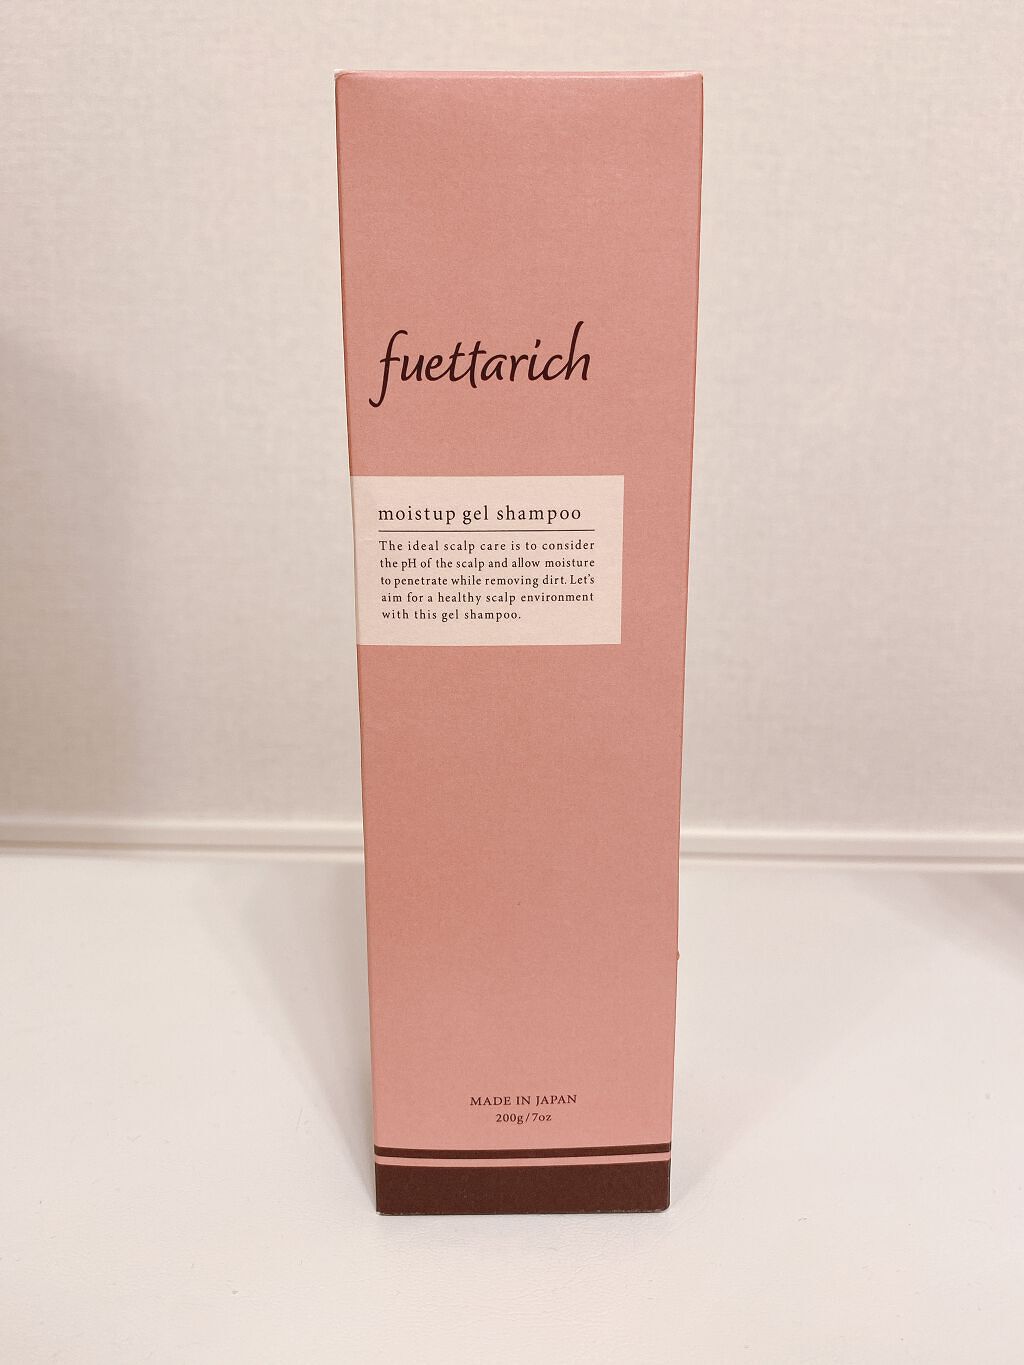 fuettarich
moistup gel shampoo
The ideal scalp care is to consider
the pH of the scalp and allow moisture
to penetrate while removing dirt. Let's
aim for a healthy scalp environment
with this gel shampoo.
MADE IN JAPAN
200g/7oz